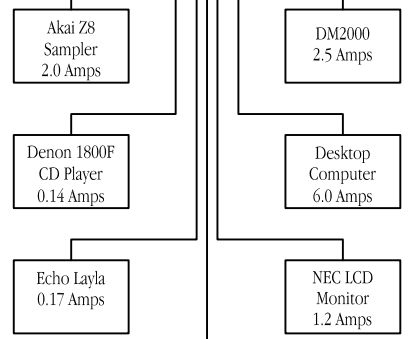 Akai Z8
Sampler
2.0 Amps
DM2000
2.5 Amps
Denon 1800F
CD Player
0.14 Amps
Desktop
Computer
6.0 Amps
Echo Layla
0.17 Amps
NEC LCD
Monitor
1.2 Amps